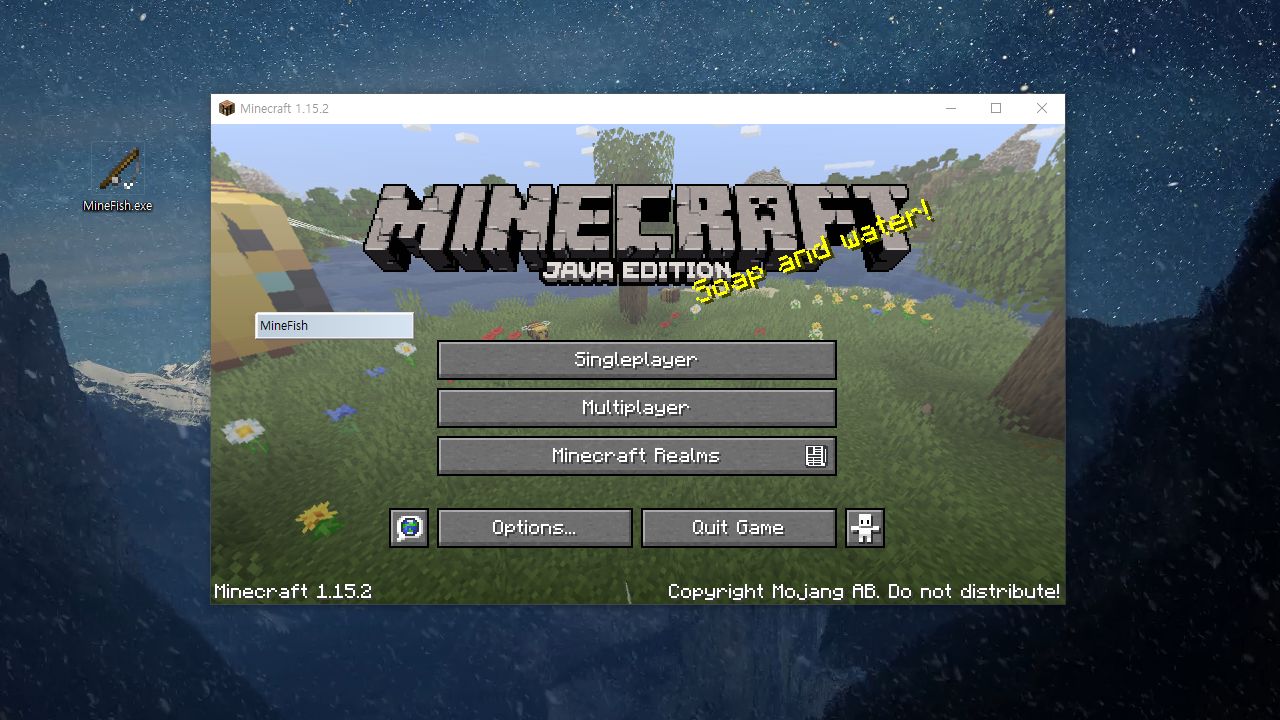 Minecraft 1.15.2
MineFish.exe
MINECRAFT
JAVA EDITION
Soap and water!
MineFish
Singleplayer
Multiplayer
Minecraft Realms
Options...
Quit Game
Minecraft 1.15.2
Copyright Mojang AB. Do not distribute!